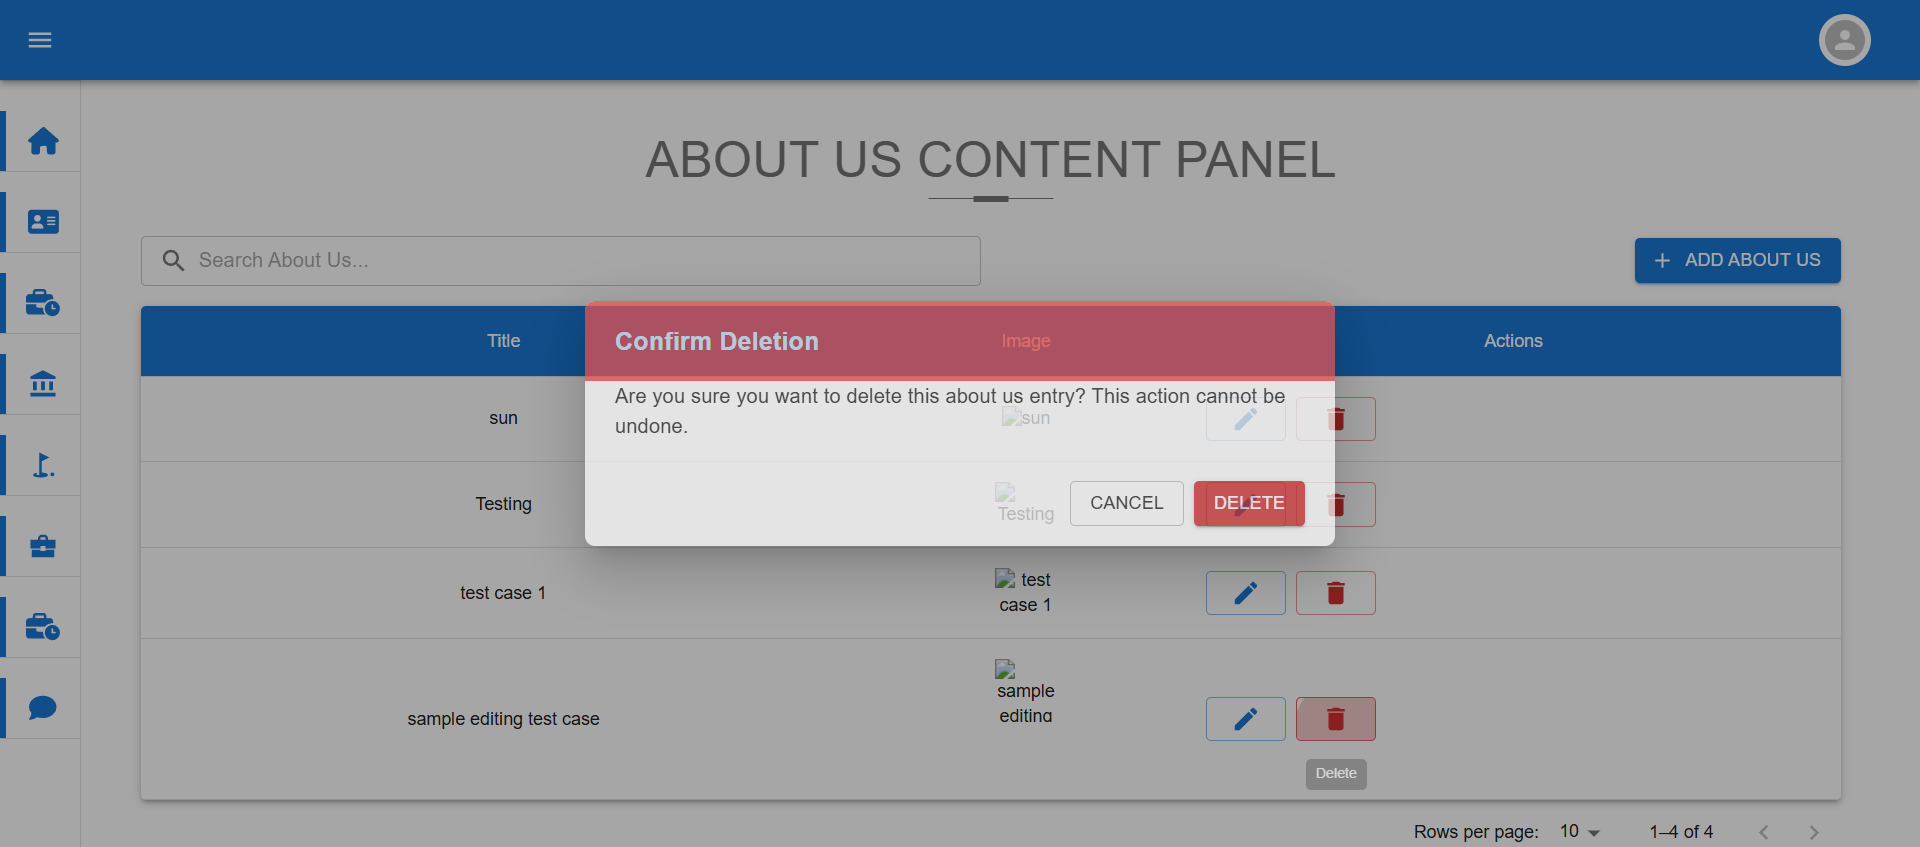 ABOUT US CONTENT PANEL
Search About Us...
ADD ABOUT US
Title
Image
Actions
Confirm Deletion
Are you sure you want to delete this about us entry? This action cannot be
undone.
CANCEL
DELETE
sun
sun
Testing
Testing
test case 1
test
case 1
sample editing test case
sample
editing
Delete
Rows per page:
10
1–4 of 4